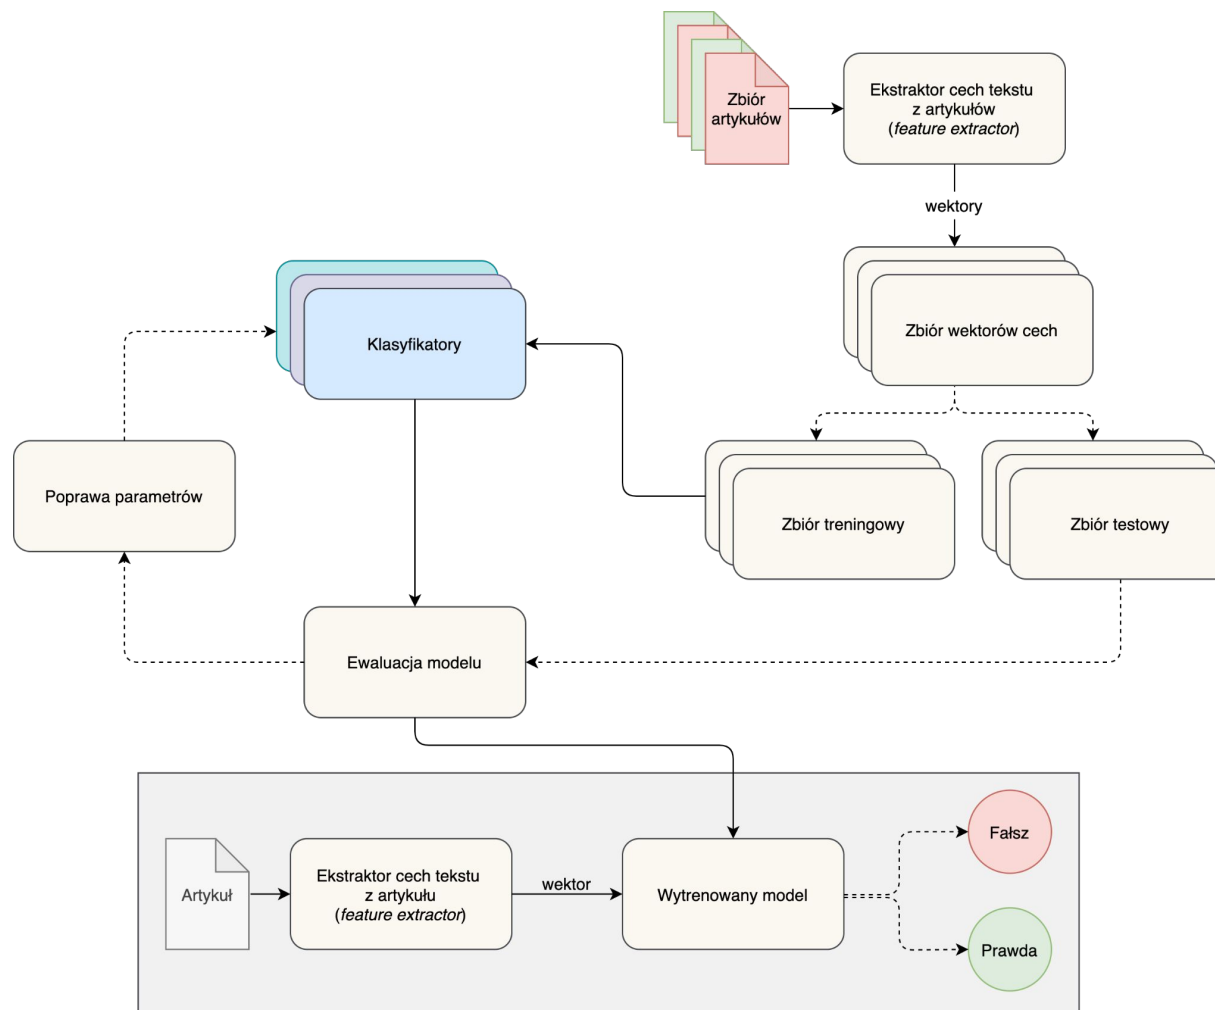 Zbiór
artykułów
Ekstraktor cech tekstu
z artykułów
(feature extractor)
wektory
Zbiór wektorów cech
Klasyfikatory
Poprawa parametrów
Zbiór treningowy
Zbiór testowy
Ewaluacja modelu
Artykuł
Ekstraktor cech tekstu
z artykułu
(feature extractor)
wektor
Wytrenowany model
Fałsz
Prawda